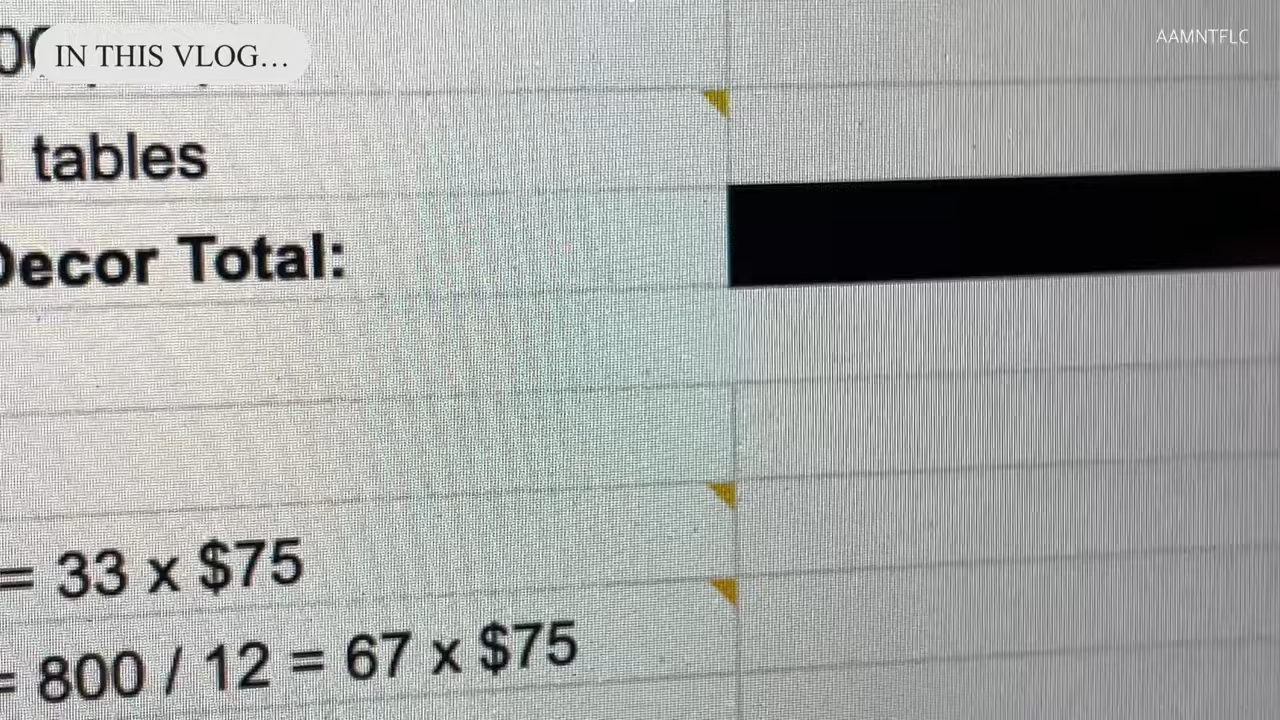 IN THIS VLOG…
AAMNTFLC
tables
Decor Total:
= 33 x $75
= 800 / 12 = 67 x $75